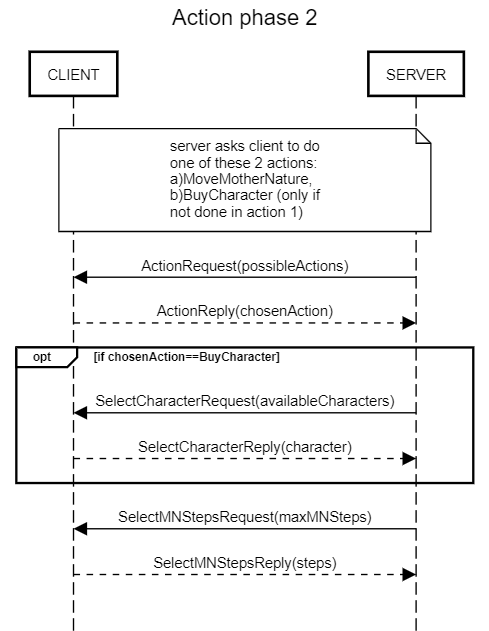 Action phase 2
CLIENT
SERVER
server asks client to do
one of these 2 actions:
a)MoveMotherNature,
b)BuyCharacter (only if
not done in action 1)
ActionRequest(possibleActions)
ActionReply(chosenAction)
opt
[if chosenAction==BuyCharacter]
SelectCharacterRequest(availableCharacters)
SelectCharacterReply(character)
SelectMNStepsRequest(maxMNSteps)
SelectMNStepsReply(steps)